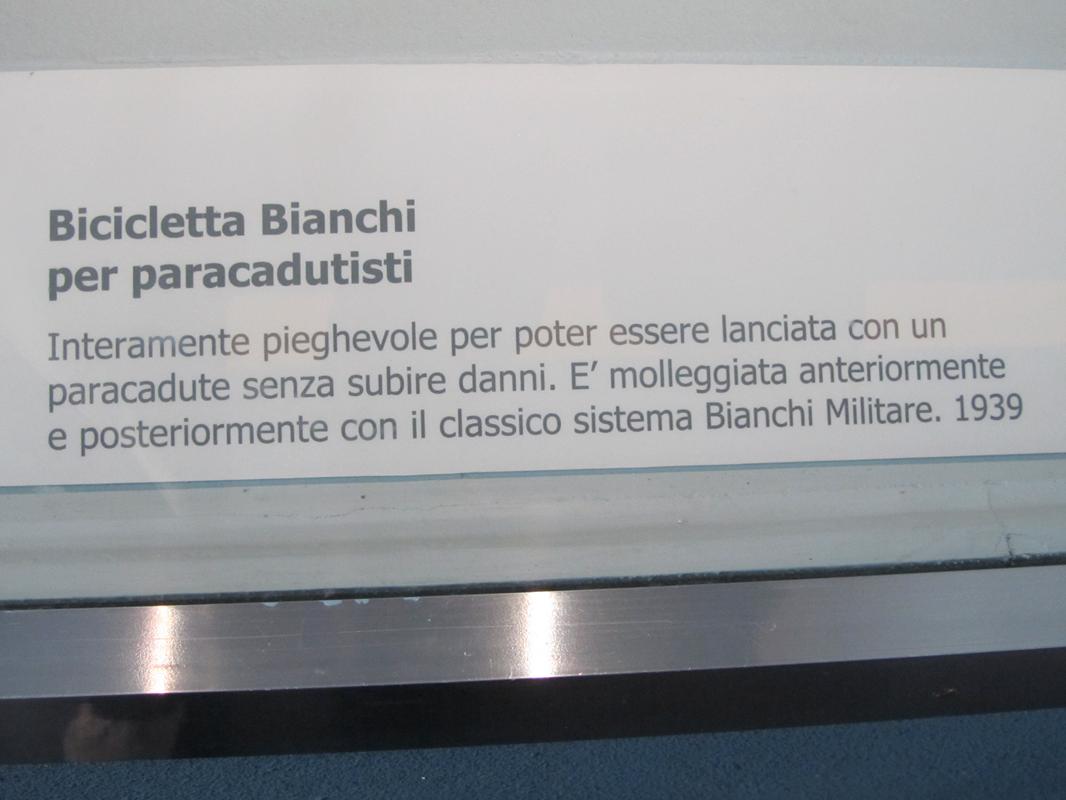 Bicicletta Bianchi
per paracadutisti
Interamente pieghevole per poter essere lanciata con un
paracadute senza subire danni. E’ molleggiata anteriormente
e posteriormente con il classico sistema Bianchi Militare. 1939